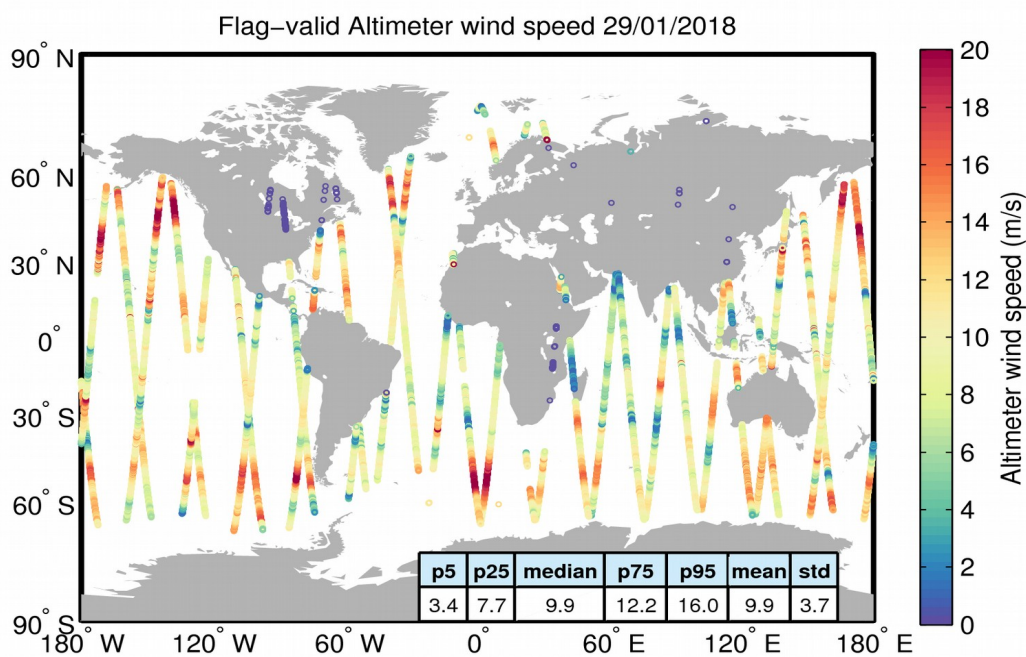 Flag−valid Altimeter wind speed 29/01/2018
90° N
60° N
30° N
0°
30° S
60° S
90° S
180° W
120° W
60° W
0°
60° E
120° E
180° E
p5 p25 median p75 p95 mean std
3.4 7.7 9.9 12.2 16.0 9.9 3.7
20
18
16
14
12
10
8
6
4
2
0
Altimeter wind speed (m/s)